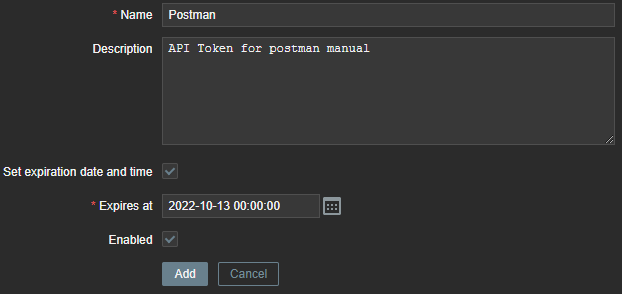 * Name Postman
Description API Token for postman manual
Set expiration date and time
* Expires at 2022-10-13 00:00:00
Enabled
Add Cancel